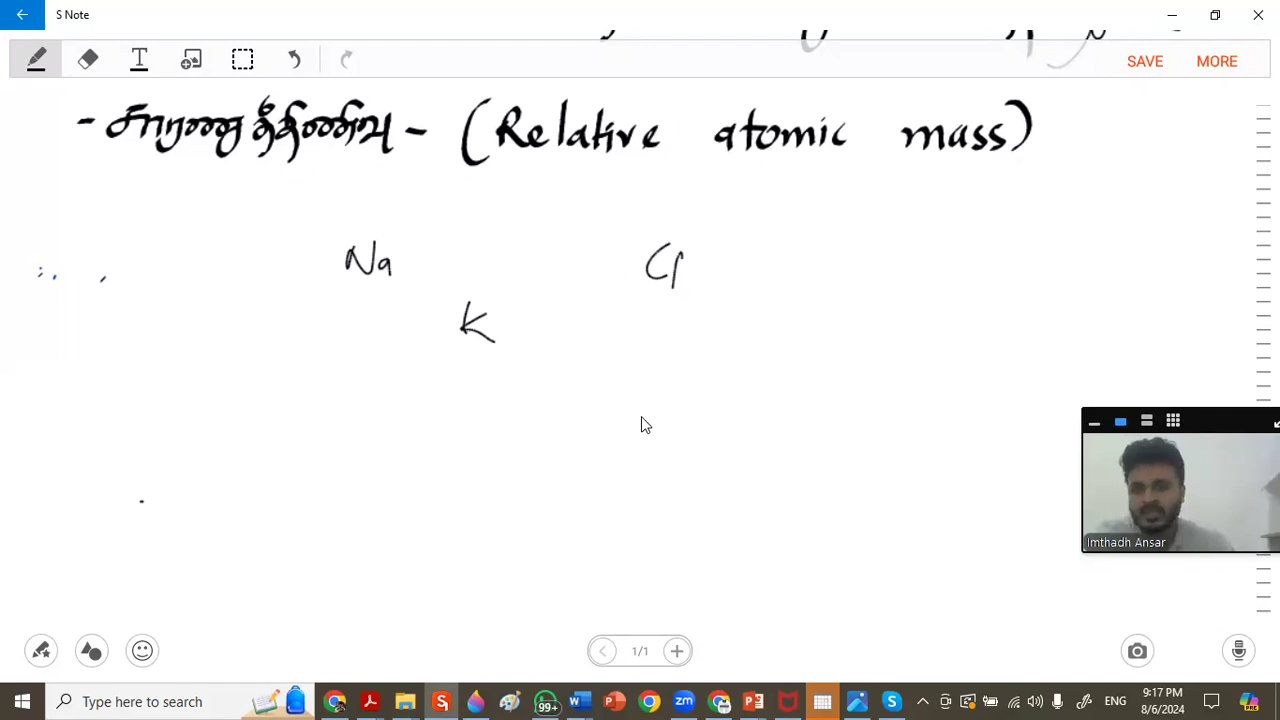 S Note
SAVE
MORE
- சாரணுத்திணிவு - (Relative atomic mass)
Na
Cl
K
Imthadh Ansar
1/1
Type here to search
99+
ENG
9:17 PM
8/6/2024